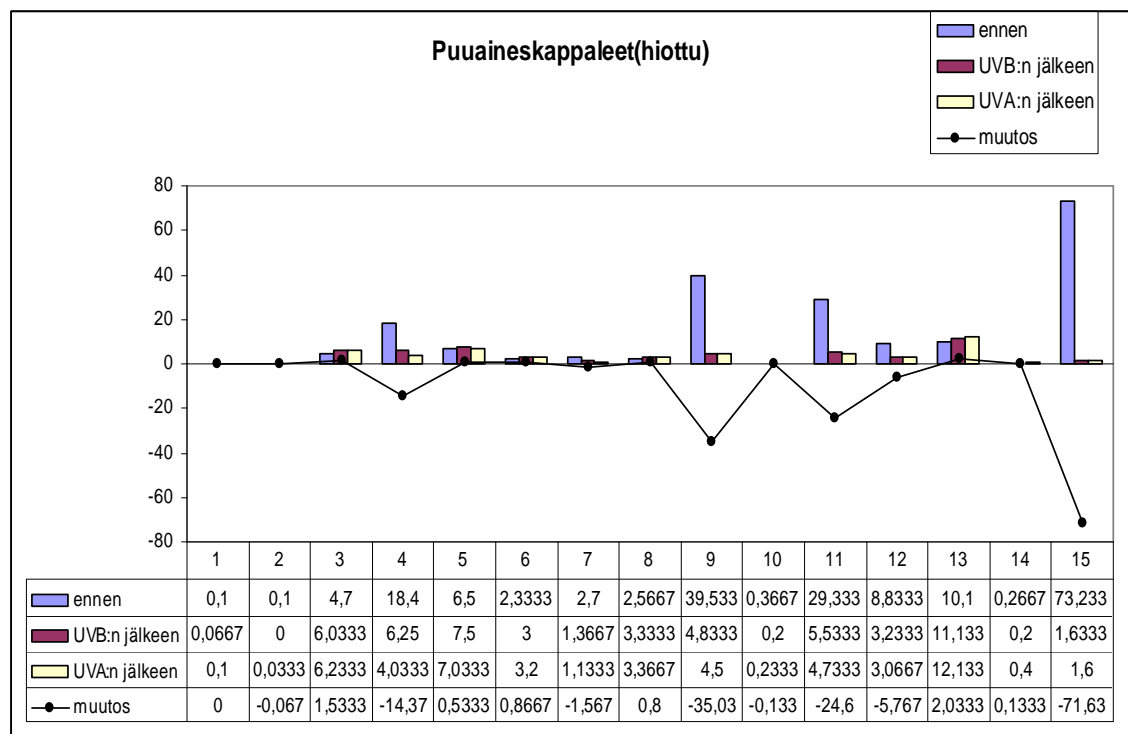 Puuaineskappaleet(hiottu)
ennen
UVB:n jälkeen
UVA:n jälkeen
muutos
80
60
40
20
0
-20
-40
-60
-80
1 2 3 4 5 6 7 8 9 10 11 12 13 14 15
ennen 0,1 0,1 4,7 18,4 6,5 2,3333 2,7 2,5667 39,533 0,3667 29,333 8,8333 10,1 0,2667 73,233
UVB:n jälkeen 0,0667 0 6,0333 6,25 7,5 3 1,3667 3,3333 4,8333 0,2 5,5333 3,2333 11,133 0,2 1,6333
UVA:n jälkeen 0,1 0,0333 6,2333 4,0333 7,0333 3,2 1,1333 3,3667 4,5 0,2333 4,7333 3,0667 12,133 0,4 1,6
muutos 0 -0,067 1,5333 -14,37 0,5333 0,8667 -1,567 0,8 -35,03 -0,133 -24,6 -5,767 2,0333 0,1333 -71,63